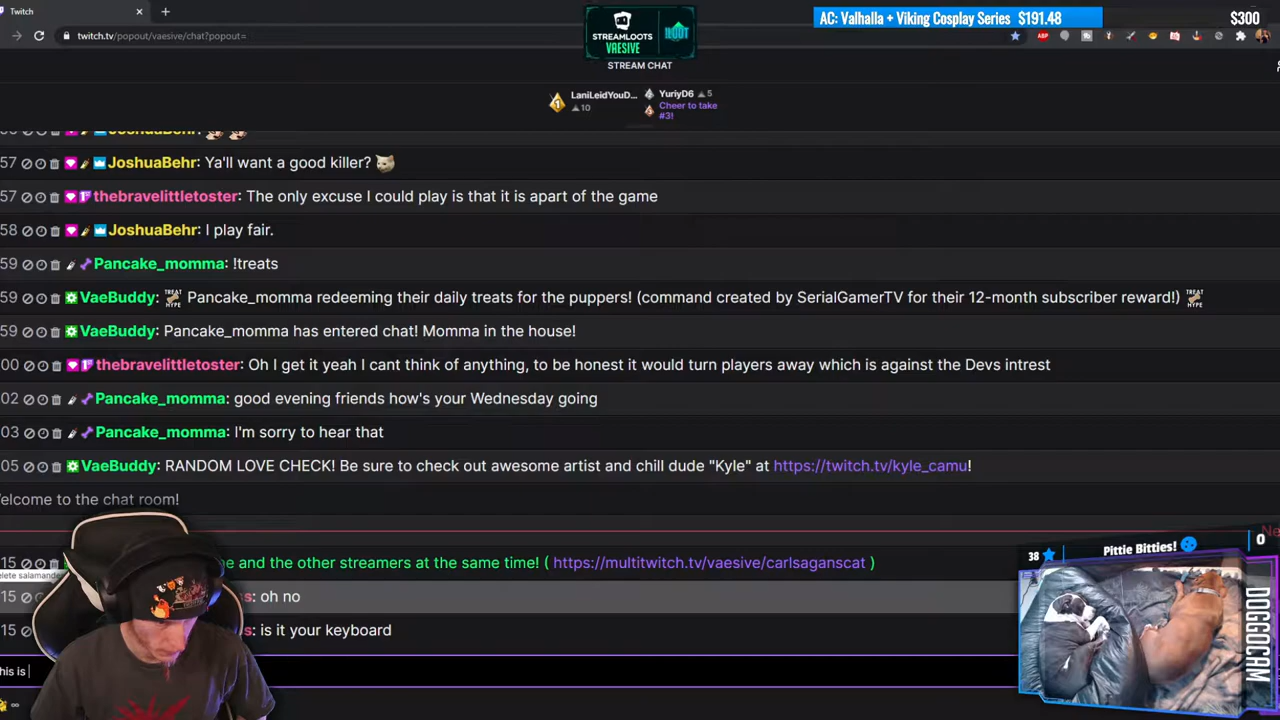 Twitch
AC: Valhalla + Viking Cosplay Series $191.48
$300
twitch.tv/popout/vaesive/chat?popout=
STREAMLOOTS
VAESIVE
LOOT
ABP
STREAM CHAT
LaniLeidYouD... 10
YuriyD6 5
Cheer to take
#3!
57 JoshuaBehr: Ya'll want a good killer?
57 thebravelittletoster: The only excuse I could play is that it is apart of the game
58 JoshuaBehr: I play fair.
59 Pancake_momma: !treats
59 VaeBuddy: TREAT HYPE Pancake_momma redeeming their daily treats for the puppers! (command created by SerialGamerTV for their 12-month subscriber reward!) TREAT HYPE
59 VaeBuddy: Pancake_momma has entered chat! Momma in the house!
00 thebravelittletoster: Oh I get it yeah I cant think of anything, to be honest it would turn players away which is against the Devs intrest
02 Pancake_momma: good evening friends how's your Wednesday going
03 Pancake_momma: I'm sorry to hear that
05 VaeBuddy: RANDOM LOVE CHECK! Be sure to check out awesome artist and chill dude "Kyle" at https://twitch.tv/kyle_camu!
elcome to the chat room!
Ne
15 e and the other streamers at the same time! ( https://multitwitch.tv/vaesive/carlsaganscat )
elete salamande
15 s: oh no
15 s: is it your keyboard
his is
38
Pittie Bitties!
0
DOGGOCAM